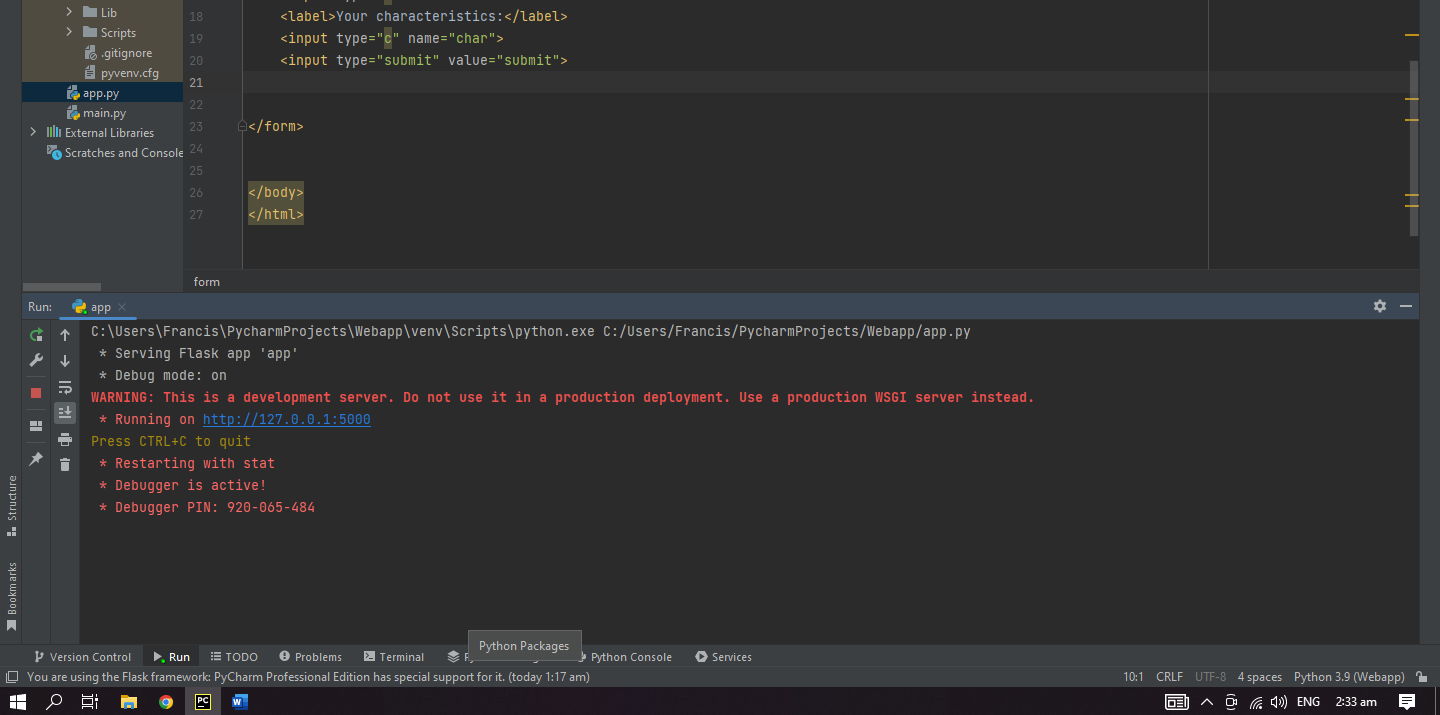 Lib
Scripts
.gitignore
pyvenv.cfg
app.py
main.py
External Libraries
Scratches and Console
18 <label>Your characteristics:</label>
19 <input type="c" name="char">
20 <input type="submit" value="submit">
21
22
23 </form>
24
25
26 </body>
27 </html>
form
Run: app
C:\Users\Francis\PycharmProjects\Webapp\venv\Scripts\python.exe C:/Users/Francis/PycharmProjects/Webapp/app.py
* Serving Flask app 'app'
* Debug mode: on
WARNING: This is a development server. Do not use it in a production deployment. Use a production WSGI server instead.
* Running on http://127.0.0.1:5000
Press CTRL+C to quit
* Restarting with stat
* Debugger is active!
* Debugger PIN: 920-065-484
Structure
Bookmarks
Python Packages
Version Control Run TODO Problems Terminal Python Console Services
You are using the Flask framework: PyCharm Professional Edition has special support for it. (today 1:17 am) 10:1 CRLF UTF-8 4 spaces Python 3.9 (Webapp)
PC W ENG 2:33 am